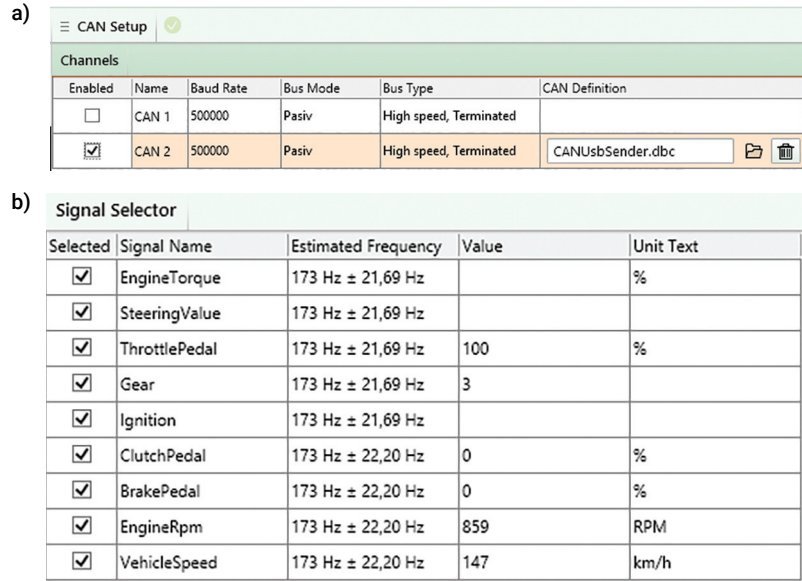 a)
CAN Setup
Channels
Enabled Name Baud Rate Bus Mode Bus Type CAN Definition
CAN 1 500000 Pasiv High speed, Terminated
CAN 2 500000 Pasiv High speed, Terminated CANUsbSender.dbc
b)
Signal Selector
Selected Signal Name Estimated Frequency Value Unit Text
EngineTorque 173 Hz ± 21,69 Hz %
SteeringValue 173 Hz ± 21,69 Hz
ThrottlePedal 173 Hz ± 21,69 Hz 100 %
Gear 173 Hz ± 21,69 Hz 3
Ignition 173 Hz ± 21,69 Hz
ClutchPedal 173 Hz ± 22,20 Hz 0 %
BrakePedal 173 Hz ± 22,20 Hz 0 %
EngineRpm 173 Hz ± 22,20 Hz 859 RPM
VehicleSpeed 173 Hz ± 22,20 Hz 147 km/h